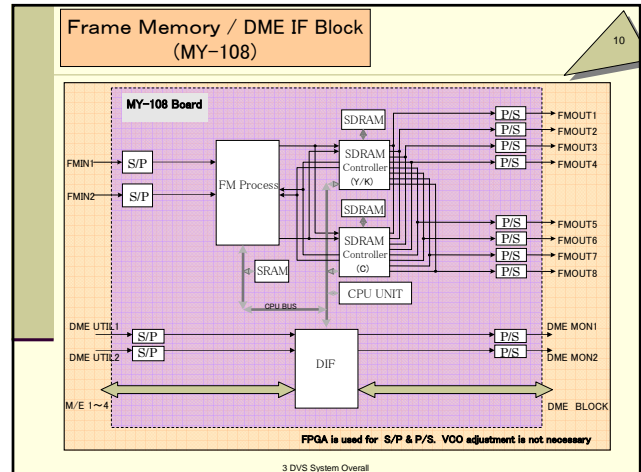 Frame Memory / DME IF Block
(MY-108)
10
MY-108 Board
SDRAM
P/S
FMOUT1
P/S
FMOUT2
FMIN1
S/P
FM Process
SDRAM
Controller
(Y/K)
P/S
FMOUT3
P/S
FMOUT4
FMIN2
S/P
SDRAM
P/S
FMOUT5
SDRAM
Controller
(C)
P/S
FMOUT6
P/S
FMOUT7
SRAM
P/S
FMOUT8
CPU UNIT
CPU BUS
DME UTIL1
S/P
DIF
P/S
DME MON1
DME UTIL2
S/P
P/S
DME MON2
M/E 1~4
DME BLOCK
FPGA is used for S/P & P/S. VCO adjustment is not necessary
3 DVS System Overall